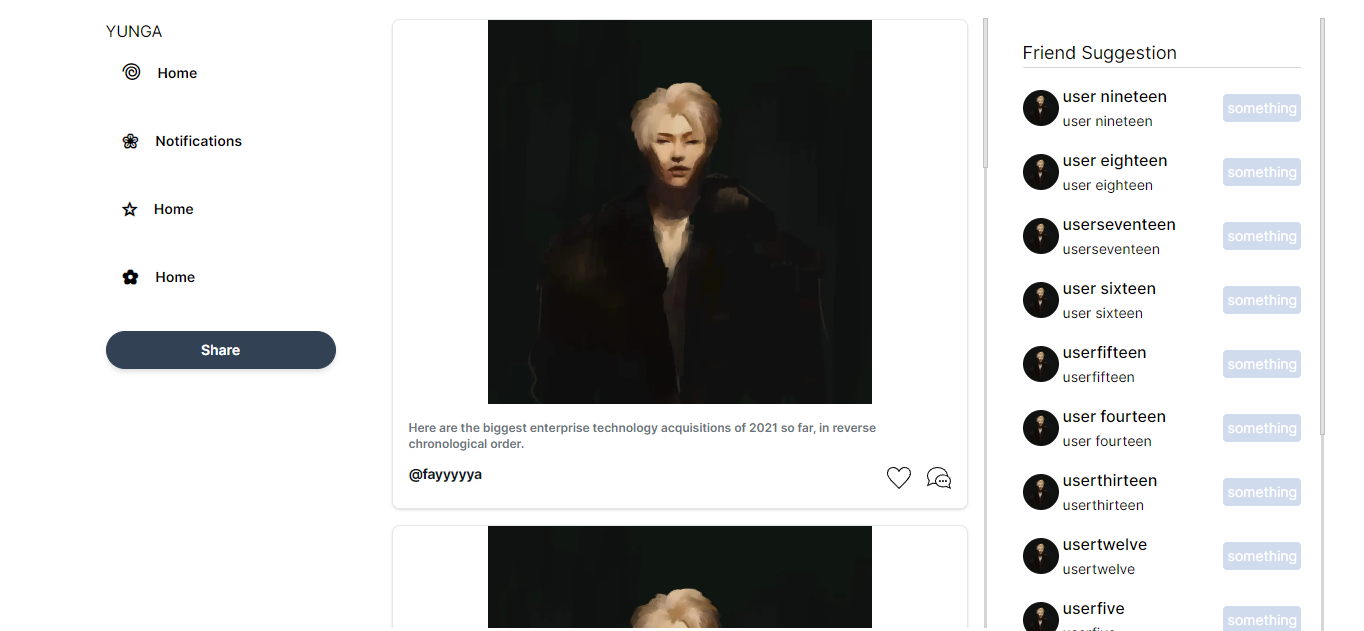 YUNGA
Home
Notifications
Home
Home
Share
Here are the biggest enterprise technology acquisitions of 2021 so far, in reverse
chronological order.
@fayyyyya
Friend Suggestion
user nineteen
user nineteen
something
user eighteen
user eighteen
something
userseventeen
userseventeen
something
user sixteen
user sixteen
something
userfifteen
userfifteen
something
user fourteen
user fourteen
something
userthirteen
userthirteen
something
usertwelve
usertwelve
something
userfive
something